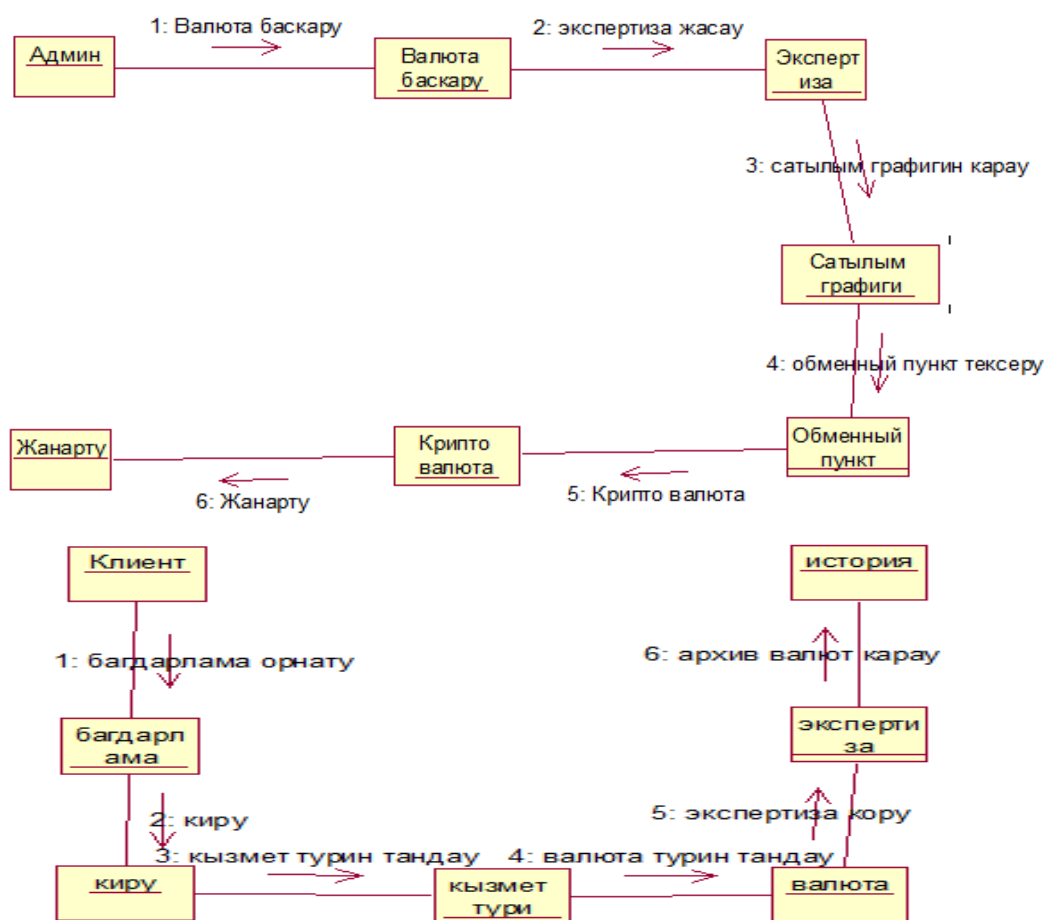 1: Валюта баскару
2: экспертиза жасау
Админ
Валюта
баскару
Эксперт
иза
3: сатылым графигин карау
Сатылым
графиги
4: обменный пункт тексеру
Жанарту
Крипто
валюта
Обменный
пункт
6: Жанарту
5: Крипто валюта
Клиент
история
1: багдарлама орнату
6: архив валют карау
багдарл
ама
эксперти
за
2: киру
5: экспертиза кору
3: кызмет турин тандау
4: валюта турин тандау
киру
кызмет
тури
валюта